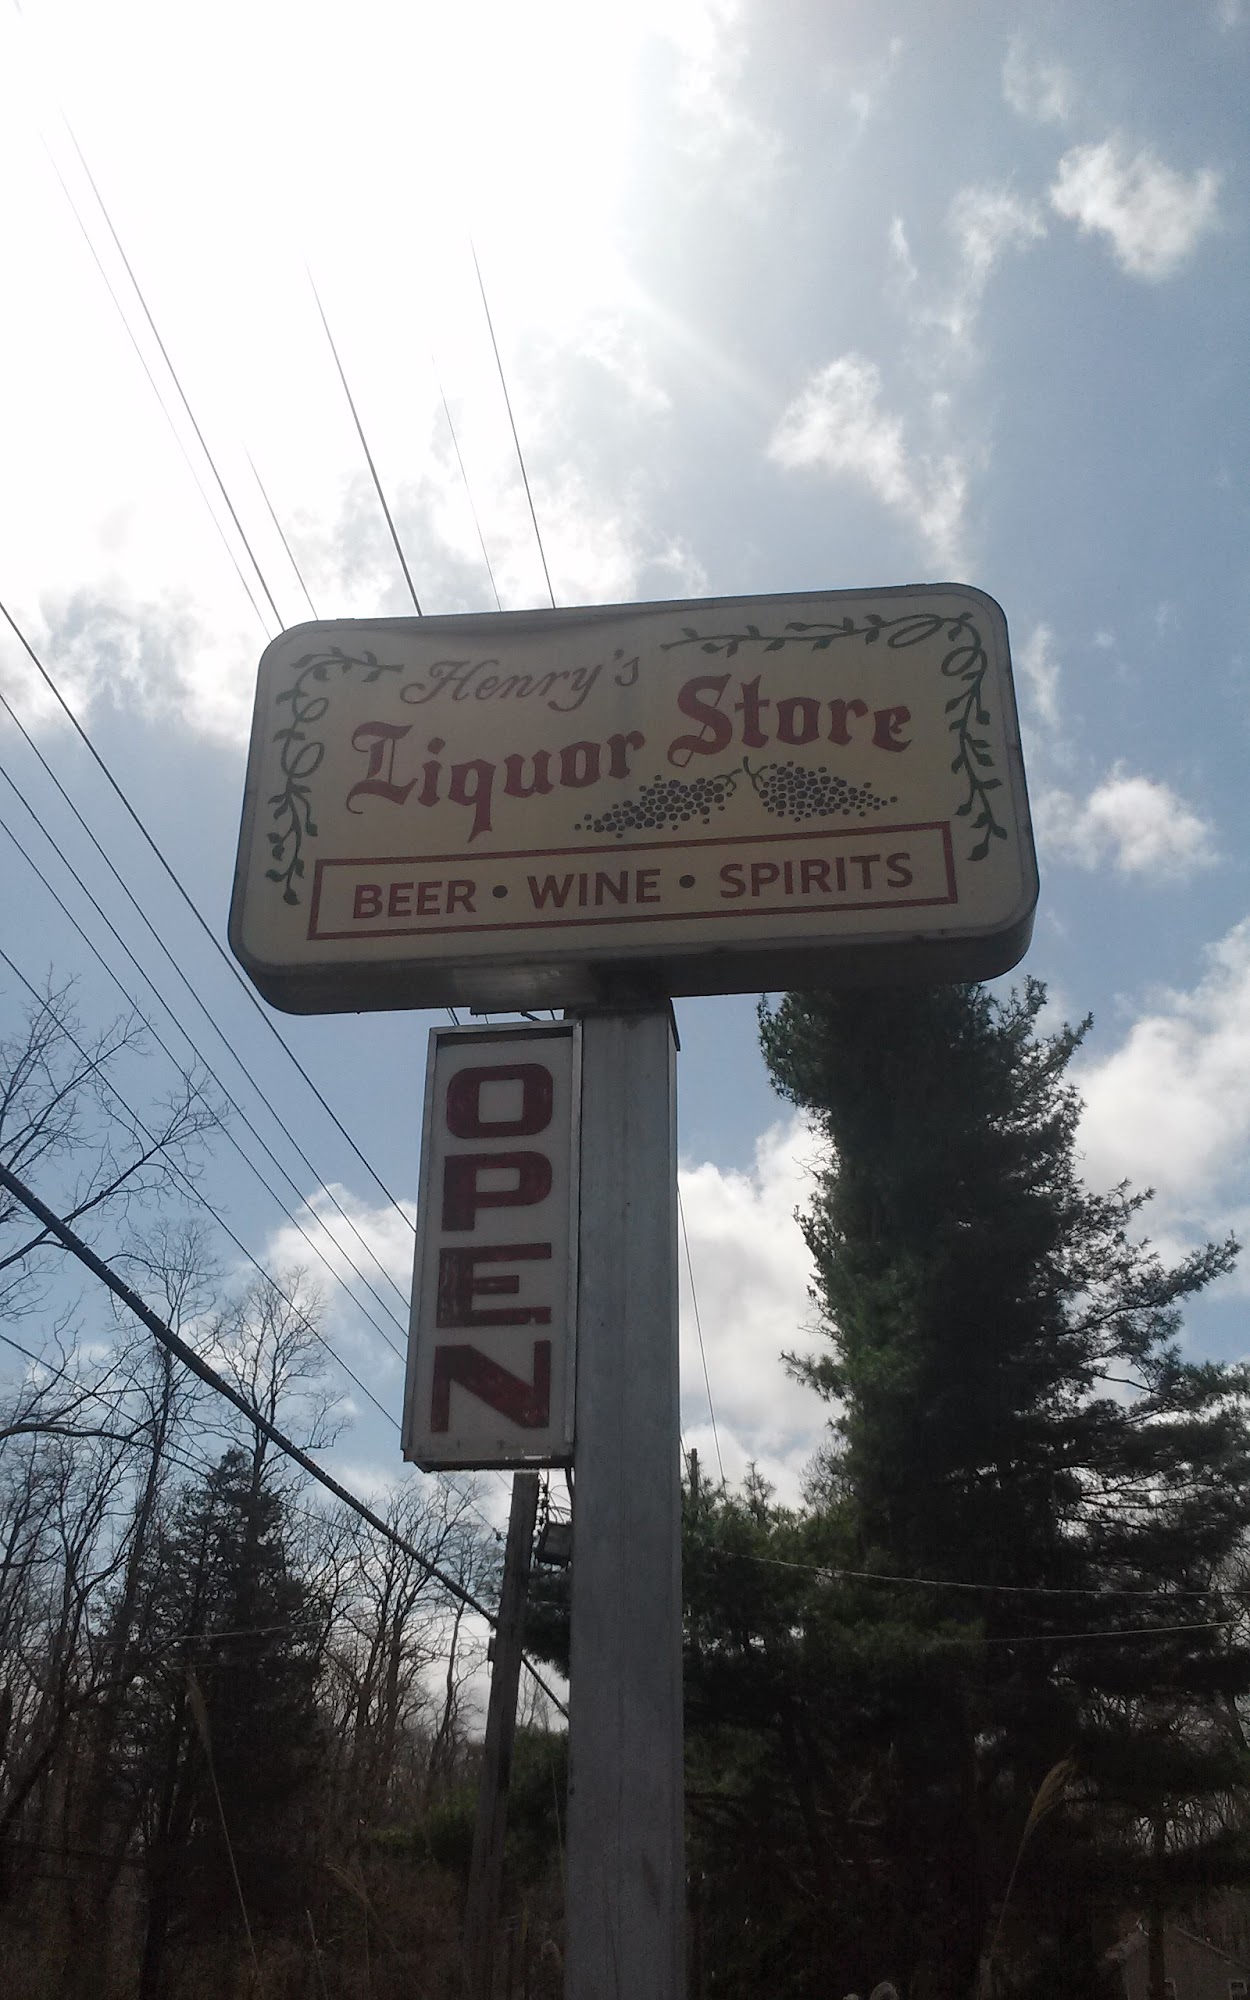 Henry's
Liquor Store
BEER • WINE • SPIRITS
OPEN